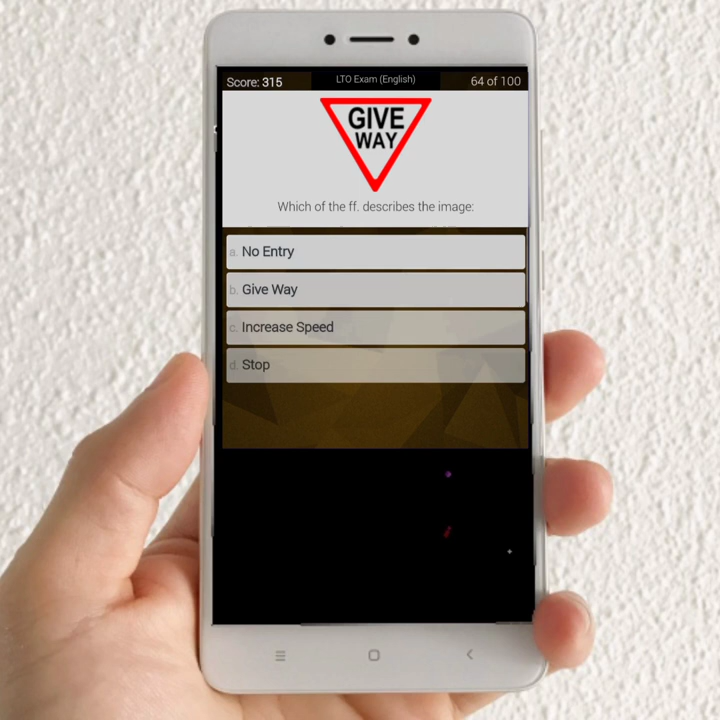 Score: 315
LTO Exam (English)
64 of 100
GIVE
WAY
Which of the ff. describes the image:
a. No Entry
b. Give Way
c. Increase Speed
d. Stop